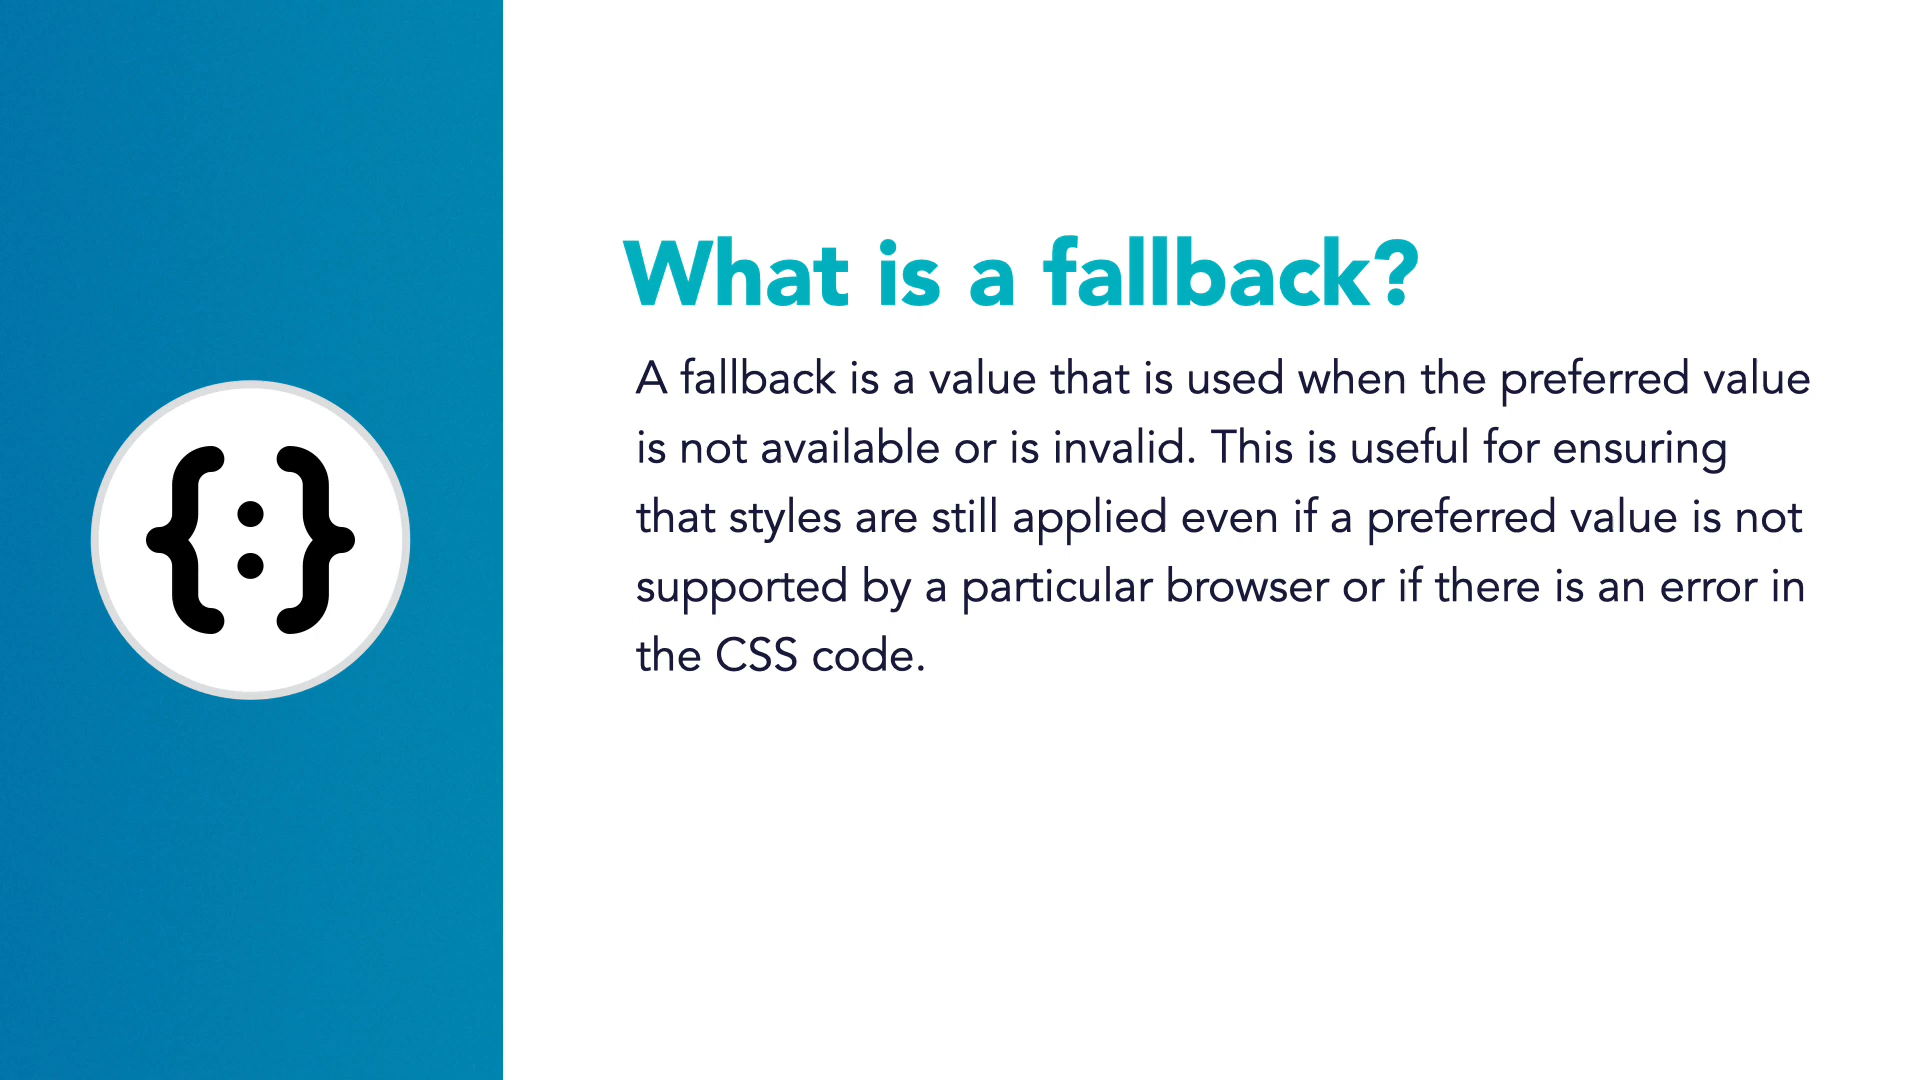 What is a fallback?
A fallback is a value that is used when the preferred value
is not available or is invalid. This is useful for ensuring
that styles are still applied even if a preferred value is not
supported by a particular browser or if there is an error in
the CSS code.